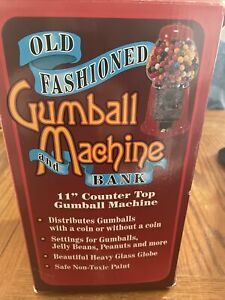 OLD
FASHIONED
Gumball
Machine
and
BANK
11" Counter Top
Gumball Machine
• Distributes Gumballs
with a coin or without a coin
• Settings for Gumballs,
Jelly Beans, Peanuts and more
• Beautiful Heavy Glass Globe
• Safe Non-Toxic Paint